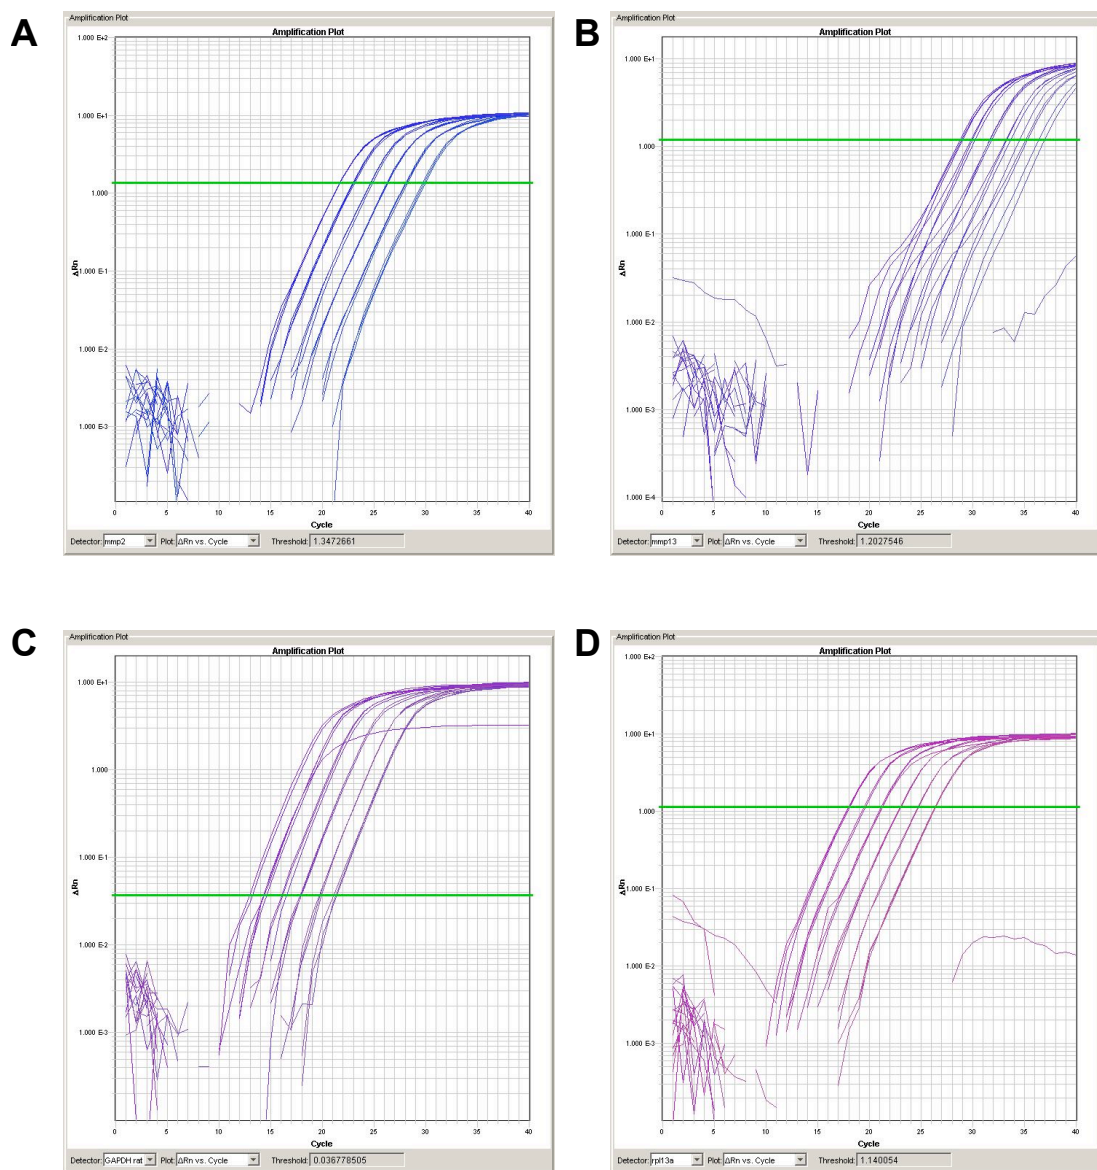 A
Amplification Plot
Amplification Plot
1.000 E+2
1.000 E+1
1.000
1.000 E-1
1.000 E-2
1.000 E-3
ΔRn
0 5 10 15 20 25 30 35 40
Cycle
Detector: mmp2 Plot: ΔRn vs. Cycle Threshold: 1.3472661
B
Amplification Plot
Amplification Plot
1.000 E+1
1.000
1.000 E-1
1.000 E-2
1.000 E-3
1.000 E-4
ΔRn
0 5 10 15 20 25 30 35 40
Cycle
Detector: mmp13 Plot: ΔRn vs. Cycle Threshold: 1.2027546
C
Amplification Plot
Amplification Plot
1.000 E+1
1.000
1.000 E-1
1.000 E-2
1.000 E-3
ΔRn
0 5 10 15 20 25 30 35 40
Cycle
Detector: GAPDH rat Plot: ΔRn vs. Cycle Threshold: 0.036778505
D
Amplification Plot
Amplification Plot
1.000 E+2
1.000 E+1
1.000
1.000 E-1
1.000 E-2
1.000 E-3
ΔRn
0 5 10 15 20 25 30 35 40
Cycle
Detector: rpl13a Plot: ΔRn vs. Cycle Threshold: 1.140054